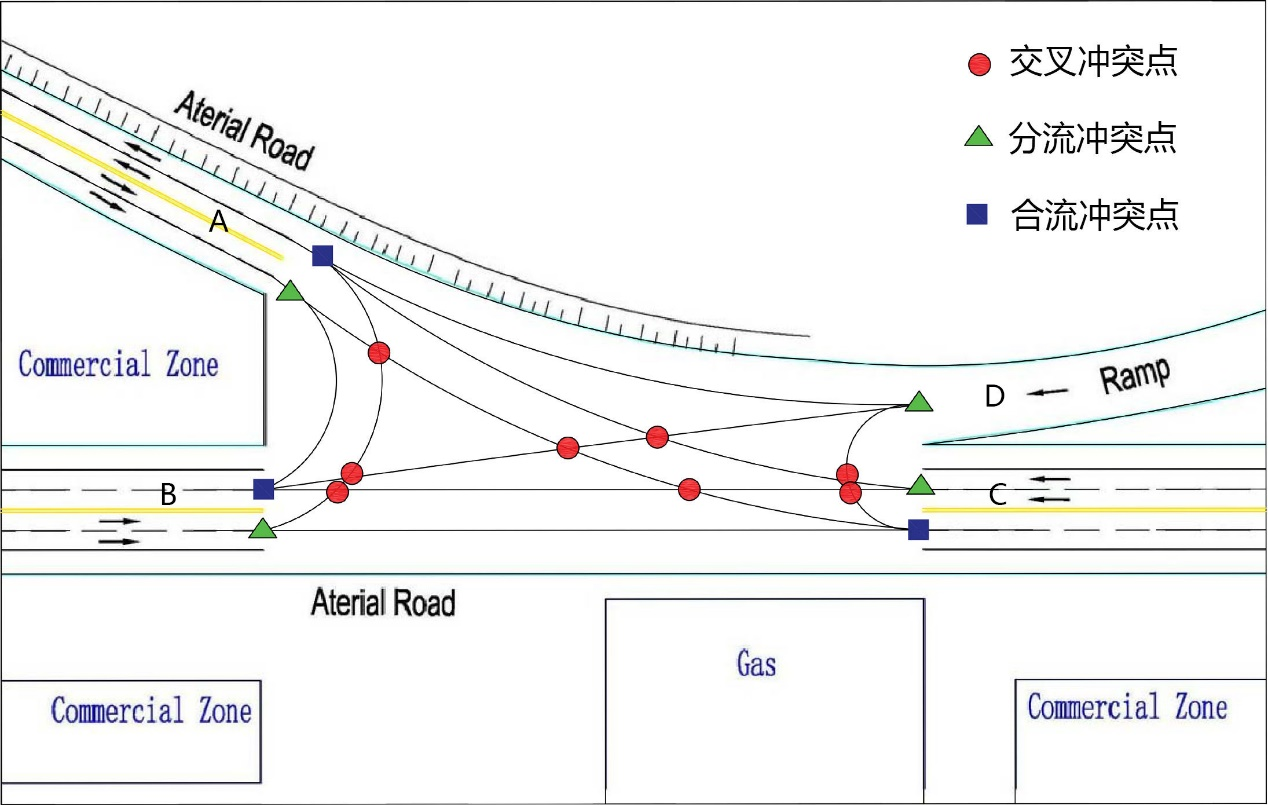 交叉冲突点
Aterial Road
分流冲突点
合流冲突点
A
Commercial Zone
D
Ramp
B
C
Aterial Road
Gas
Commercial Zone
Commercial Zone